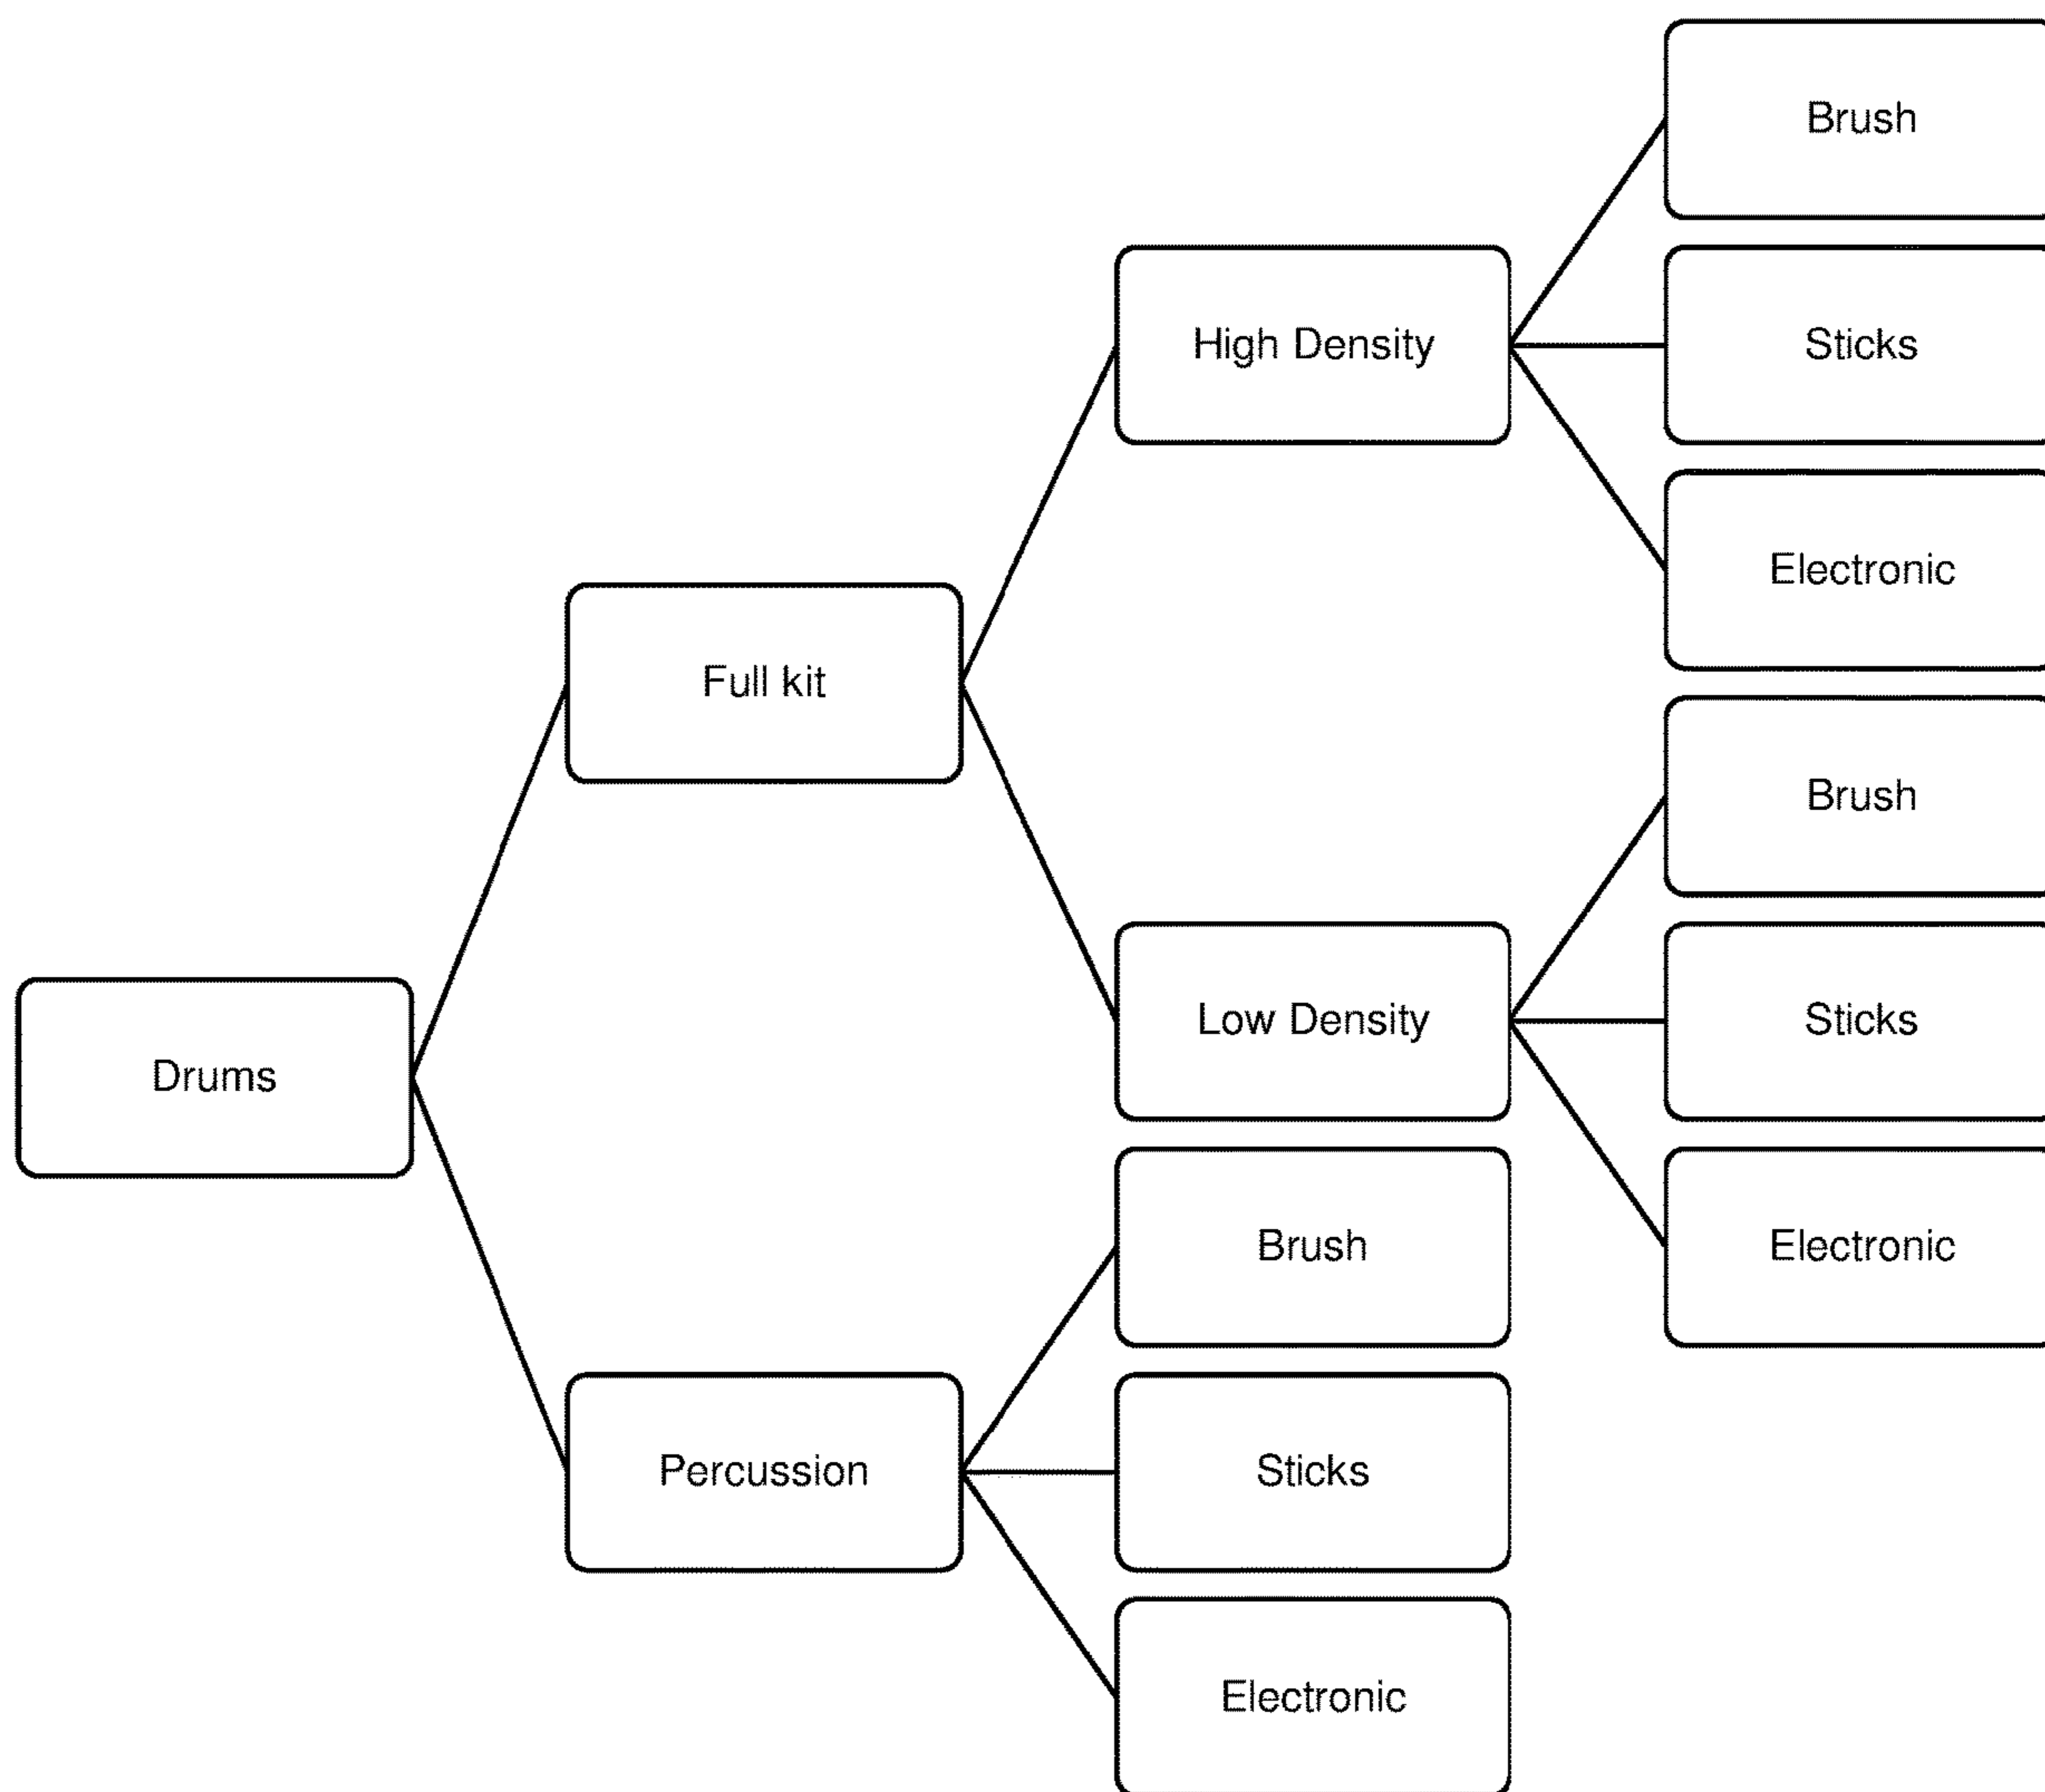 Brush
High Density
Sticks
Electronic
Full kit
Brush
Low Density
Sticks
Drums
Brush
Electronic
Percussion
Sticks
Electronic